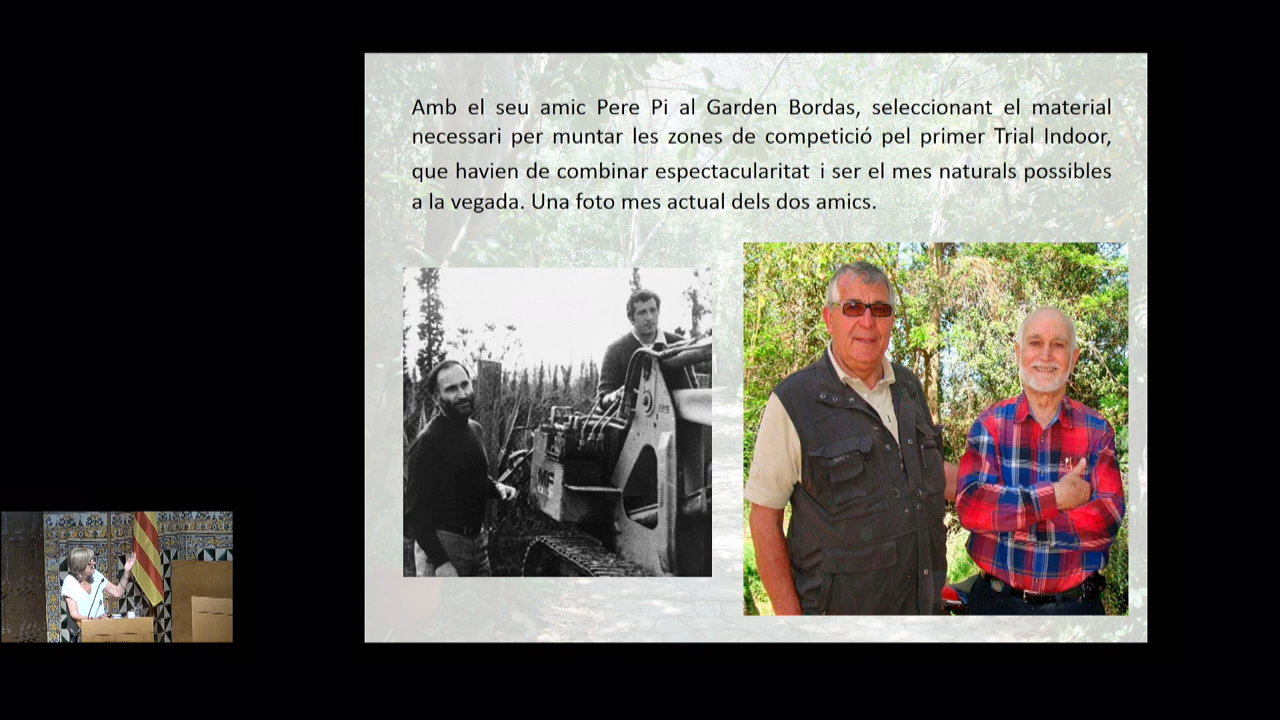 Amb el seu amic Pere Pi al Garden Bordas, seleccionant el material
necessari per muntar les zones de competició pel primer Trial Indoor,
que havien de combinar espectacularitat i ser el mes naturals possibles
a la vegada. Una foto mes actual dels dos amics.
MF